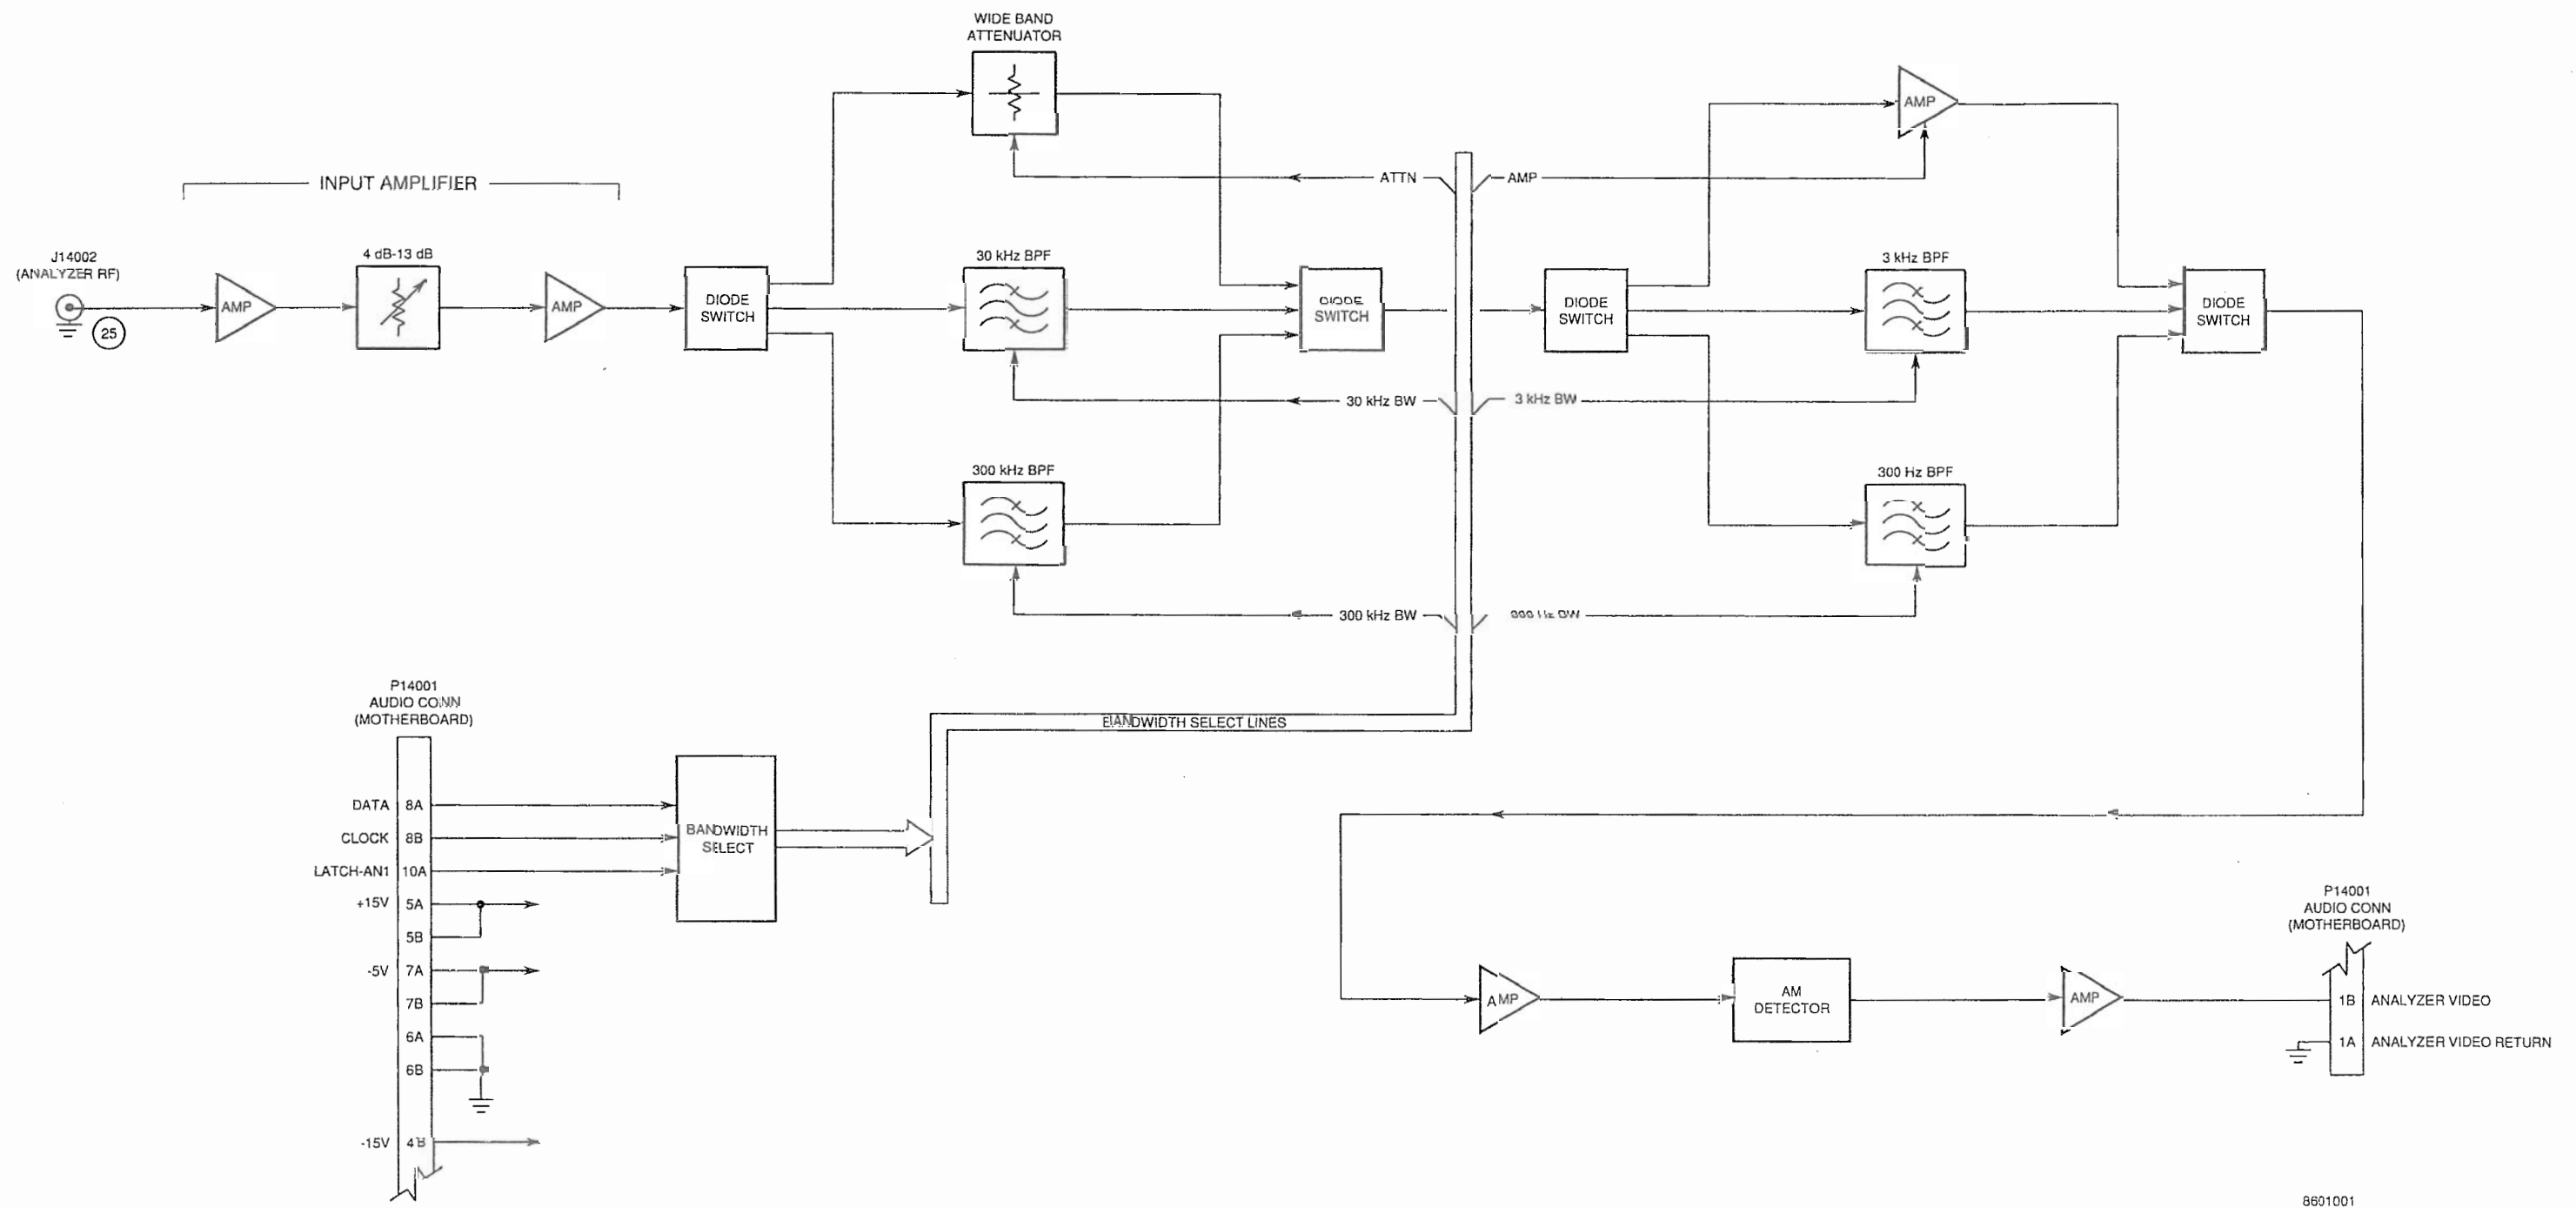 WIDE BAND
ATTENUATOR
AMP
INPUT AMPLIFIER
ATTN
AMP
J14002
(ANALYZER RF)
25
AMP
4 dB-13 dB
AMP
DIODE
SWITCH
30 kHz BPF
DIODE
SWITCH
DIODE
SWITCH
3 kHz BPF
DIODE
SWITCH
30 kHz BW
3 kHz BW
300 kHz BPF
300 Hz BPF
300 kHz BW
300 Hz BW
P14001
AUDIO CONN
(MOTHERBOARD)
BANDWIDTH SELECT LINES
DATA 8A
CLOCK 8B
LATCH-AN1 10A
+15V 5A
5B
-5V 7A
7B
6A
6B
-15V 4B
BANDWIDTH
SELECT
P14001
AUDIO CONN
(MOTHERBOARD)
AMP
AM
DETECTOR
AMP
1B ANALYZER VIDEO
1A ANALYZER VIDEO RETURN
8601001